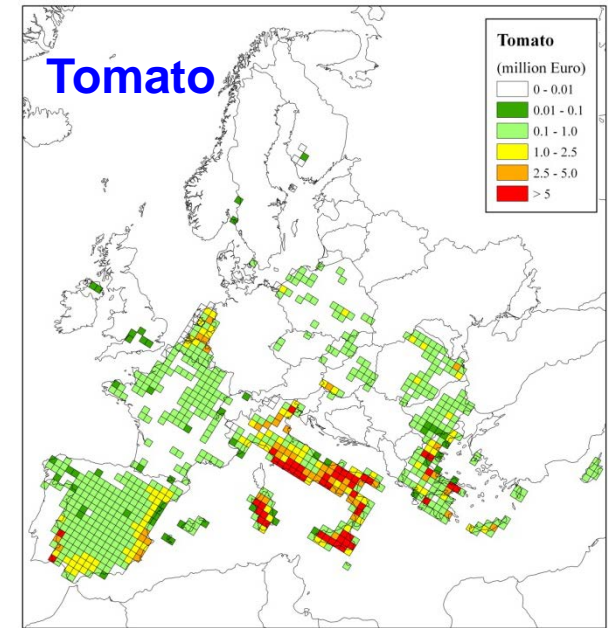 Tomato
Tomato
(million Euro)
0 - 0.01
0.01 - 0.1
0.1 - 1.0
1.0 - 2.5
2.5 - 5.0
> 5